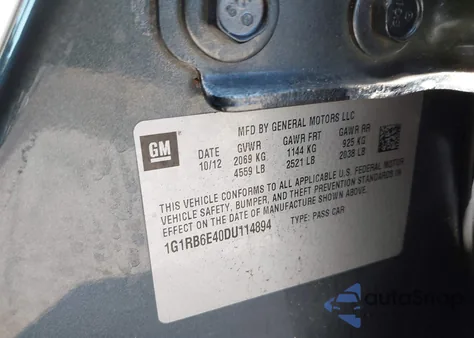 GM
MFD BY GENERAL MOTORS LLC
DATE GVWR GAWR FRT GAWR RR
10/12 2069 KG 1144 KG 925 KG
4559 LB 2521 LB 2038 LB
THIS VEHICLE CONFORMS TO ALL APPLICABLE U.S. FEDERAL MOTOR
VEHICLE SAFETY, BUMPER, AND THEFT PREVENTION STANDARDS IN
EFFECT ON THE DATE OF MANUFACTURE SHOWN ABOVE.
1G1RB6E40DU114894 TYPE: PASS CAR
autoSnap